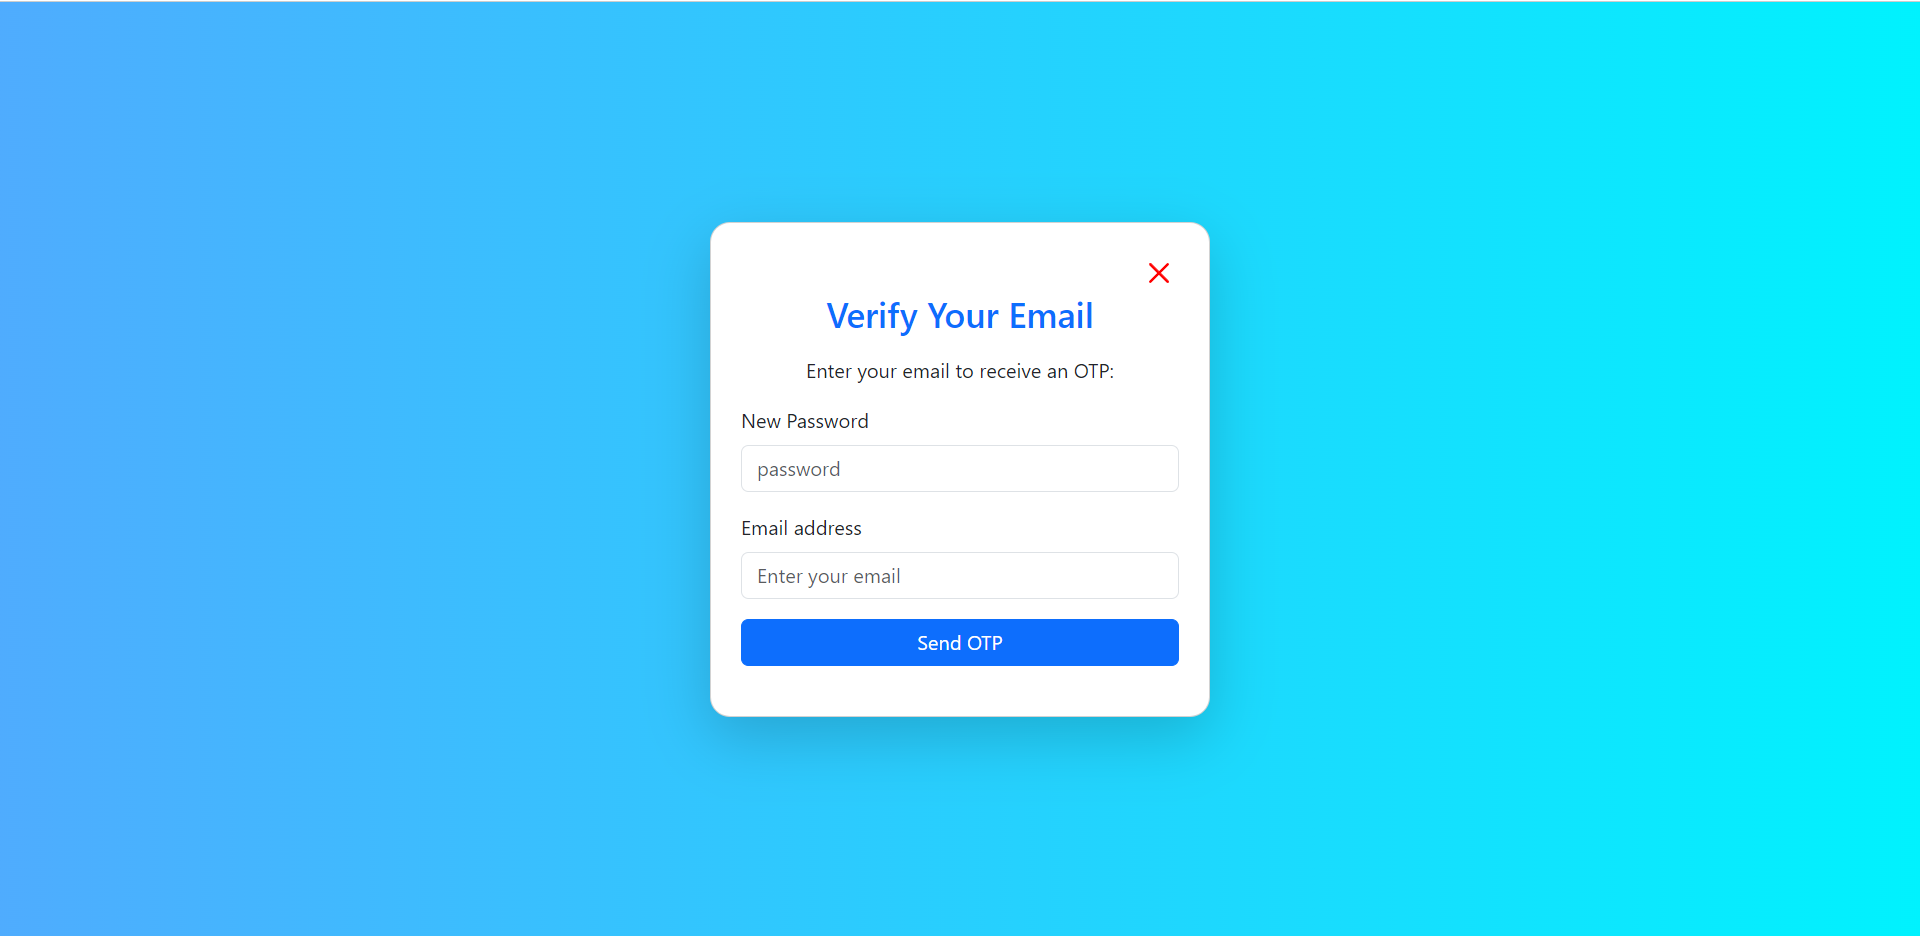 Verify Your Email
Enter your email to receive an OTP:
New Password
password
Email address
Enter your email
Send OTP